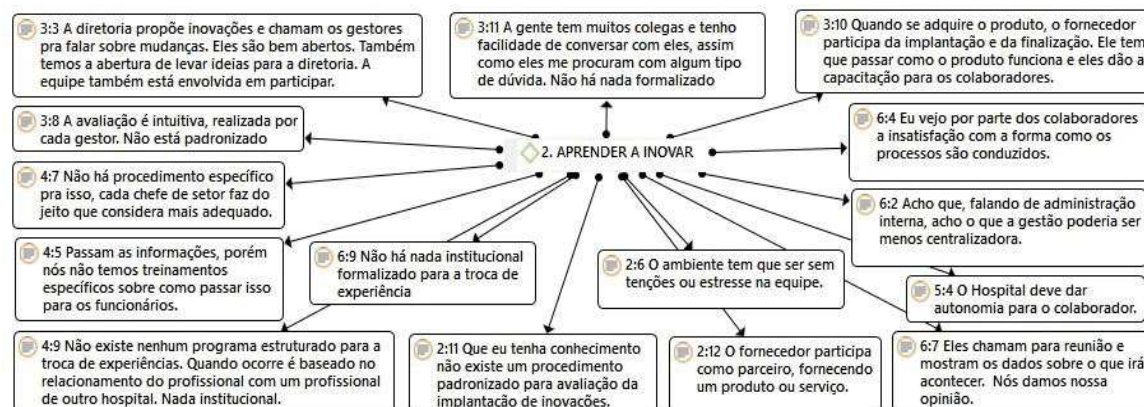 3:3 A diretoria propõe inovações e chamam os gestores
pra falar sobre mudanças. Eles são bem abertos. Também
temos a abertura de levar ideias para a diretoria. A
equipe também está envolvida em participar.
3:11 A gente tem muitos colegas e tenho
facilidade de conversar com eles, assim
como eles me procuram com algum tipo
de dúvida. Não há nada formalizado
3:10 Quando se adquire o produto, o fornecedor
participa da implantação e da finalização. Ele tem
que passar como o produto funciona e eles dão a
capacitação para os colaboradores.
3:8 A avaliação é intuitiva, realizada por
cada gestor. Não está padronizado
2. APRENDER A INOVAR
6:4 Eu vejo por parte dos colaboradores
a insatisfação com a forma como os
processos são conduzidos.
4:7 Não há procedimento específico
pra isso, cada chefe de setor faz do
jeito que considera mais adequado.
6:2 Acho que, falando de administração
interna, acho o que a gestão poderia ser
menos centralizadora.
4:5 Passam as informações, porém
nós não temos treinamentos
específicos sobre como passar isso
para os funcionários.
6:9 Não há nada institucional
formalizado para a troca de
experiência
2:6 O ambiente tem que ser sem
tenções ou estresse na equipe.
5:4 O Hospital deve dar
autonomia para o colaborador.
4:9 Não existe nenhum programa estruturado para a
troca de experiências. Quando ocorre é baseado no
relacionamento do profissional com um profissional
de outro hospital. Nada institucional.
2:11 Que eu tenha conhecimento
não existe um procedimento
padronizado para avaliação da
implantação de inovações.
2:12 O fornecedor participa
como parceiro, fornecendo
um produto ou serviço.
6:7 Eles chamam para reunião e
mostram os dados sobre o que irá
acontecer. Nós damos nossa
opinião.